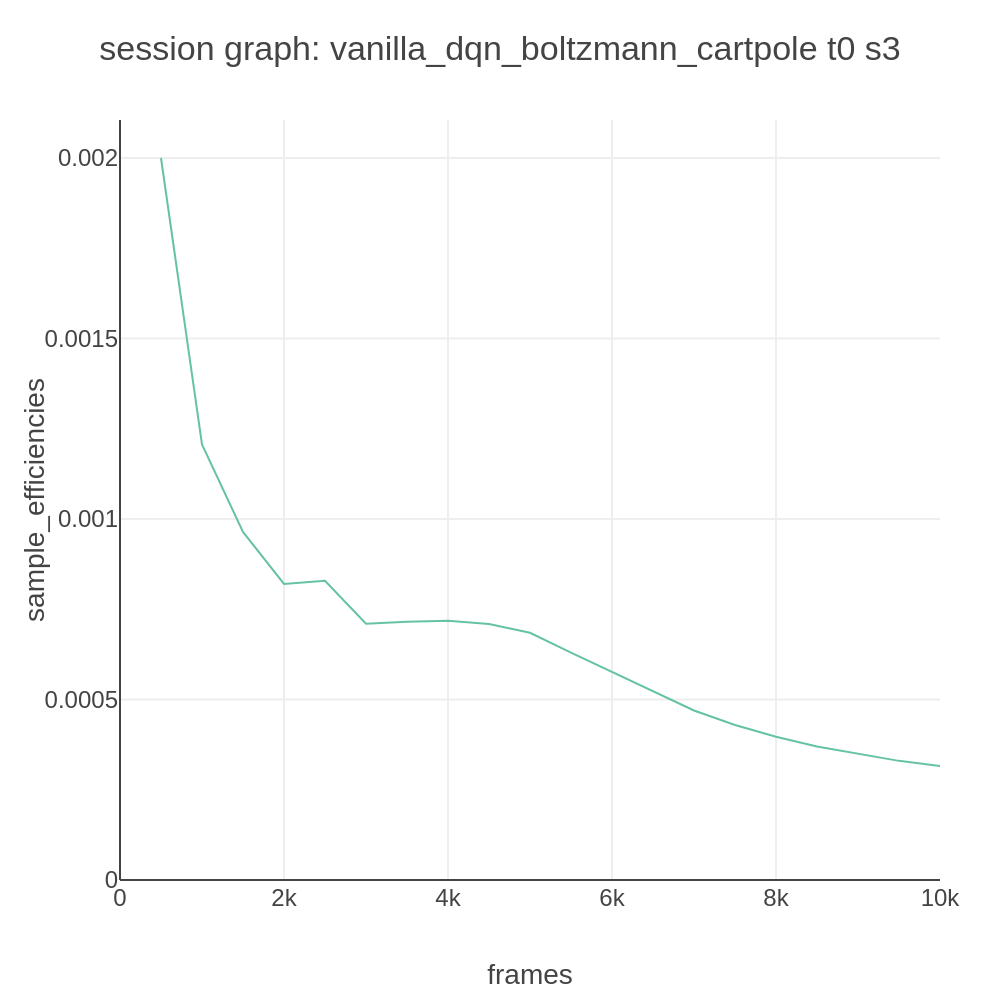 session graph: vanilla_dqn_boltzmann_cartpole t0 s3
sample_efficiencies
0.002
0.0015
0.001
0.0005
0
0 2k 4k 6k 8k 10k
frames